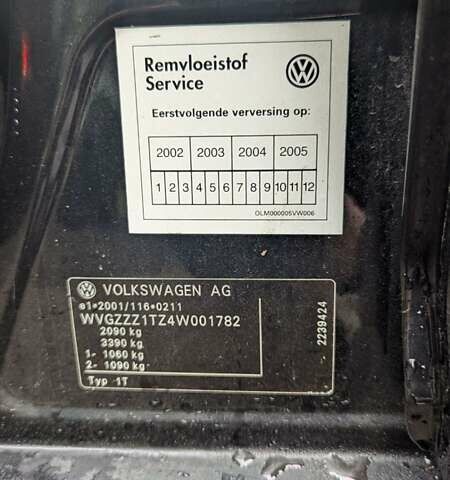 Remvloeistof
Service
Eerstvolgende verversing op:
2002 2003 2004 2005
1 2 3 4 5 6 7 8 9 10 11 12
OLM000005VW006
VOLKSWAGEN AG
e1*2001/116*0211
WVGZZZ1TZ4W001782
2090 kg
3390 kg
1- 1060 kg
2- 1090 kg
Typ 1T
2239424